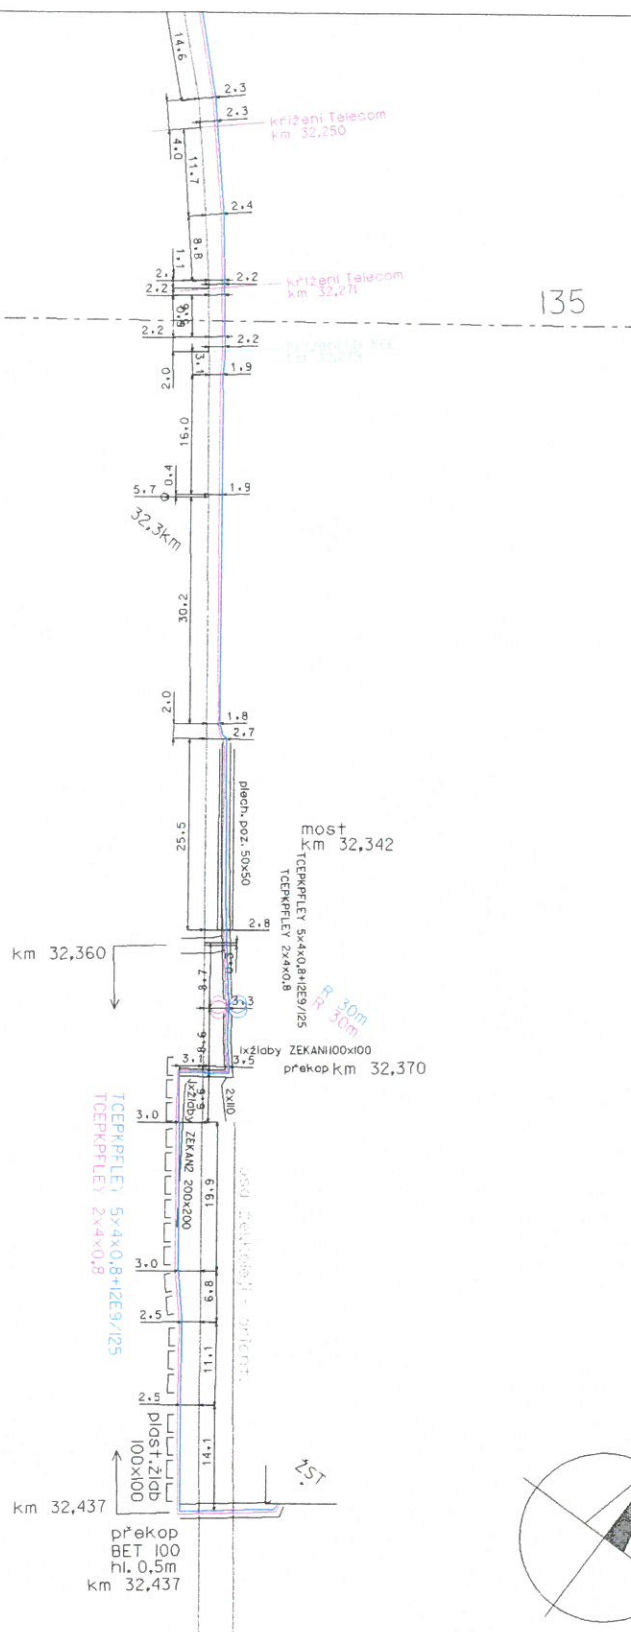 14.6
2.3
2.3
křížení Telecom
km 32,250
4.0
11.7
2.4
8.8
1.1
2.2
2.2
křížení Telecom
km 32,271
135
2.2
2.2
3.1
2.0
1.9
16.0
0.4
5.7
1.9
32,3km
30.2
2.0
1.8
2.7
plech. poz. 50x50
25.5
most
km 32,342
TCEPKPFLEY 5x4x0,8+12E9/125
TCEPKPFLEY 2x4x0,8
2.8
km 32,360
8.7
3.3
R 30m
R 30m
8.6
1xžlaby ZEKAN1100x100
3.1
3.5
překop km 32,370
9.9
2x110
3.0
1xžlaby ZEKAN2 200x200
19.9
TCEPKPFLEY 5x4x0,8+12E9/125
TCEPKPFLEY 2x4x0,8
3.0
6.8
2.5
11.1
2.5
plast.žlab
100x100
14.1
ŽST
km 32,437
překop
BET 100
hl. 0,5m
km 32,437